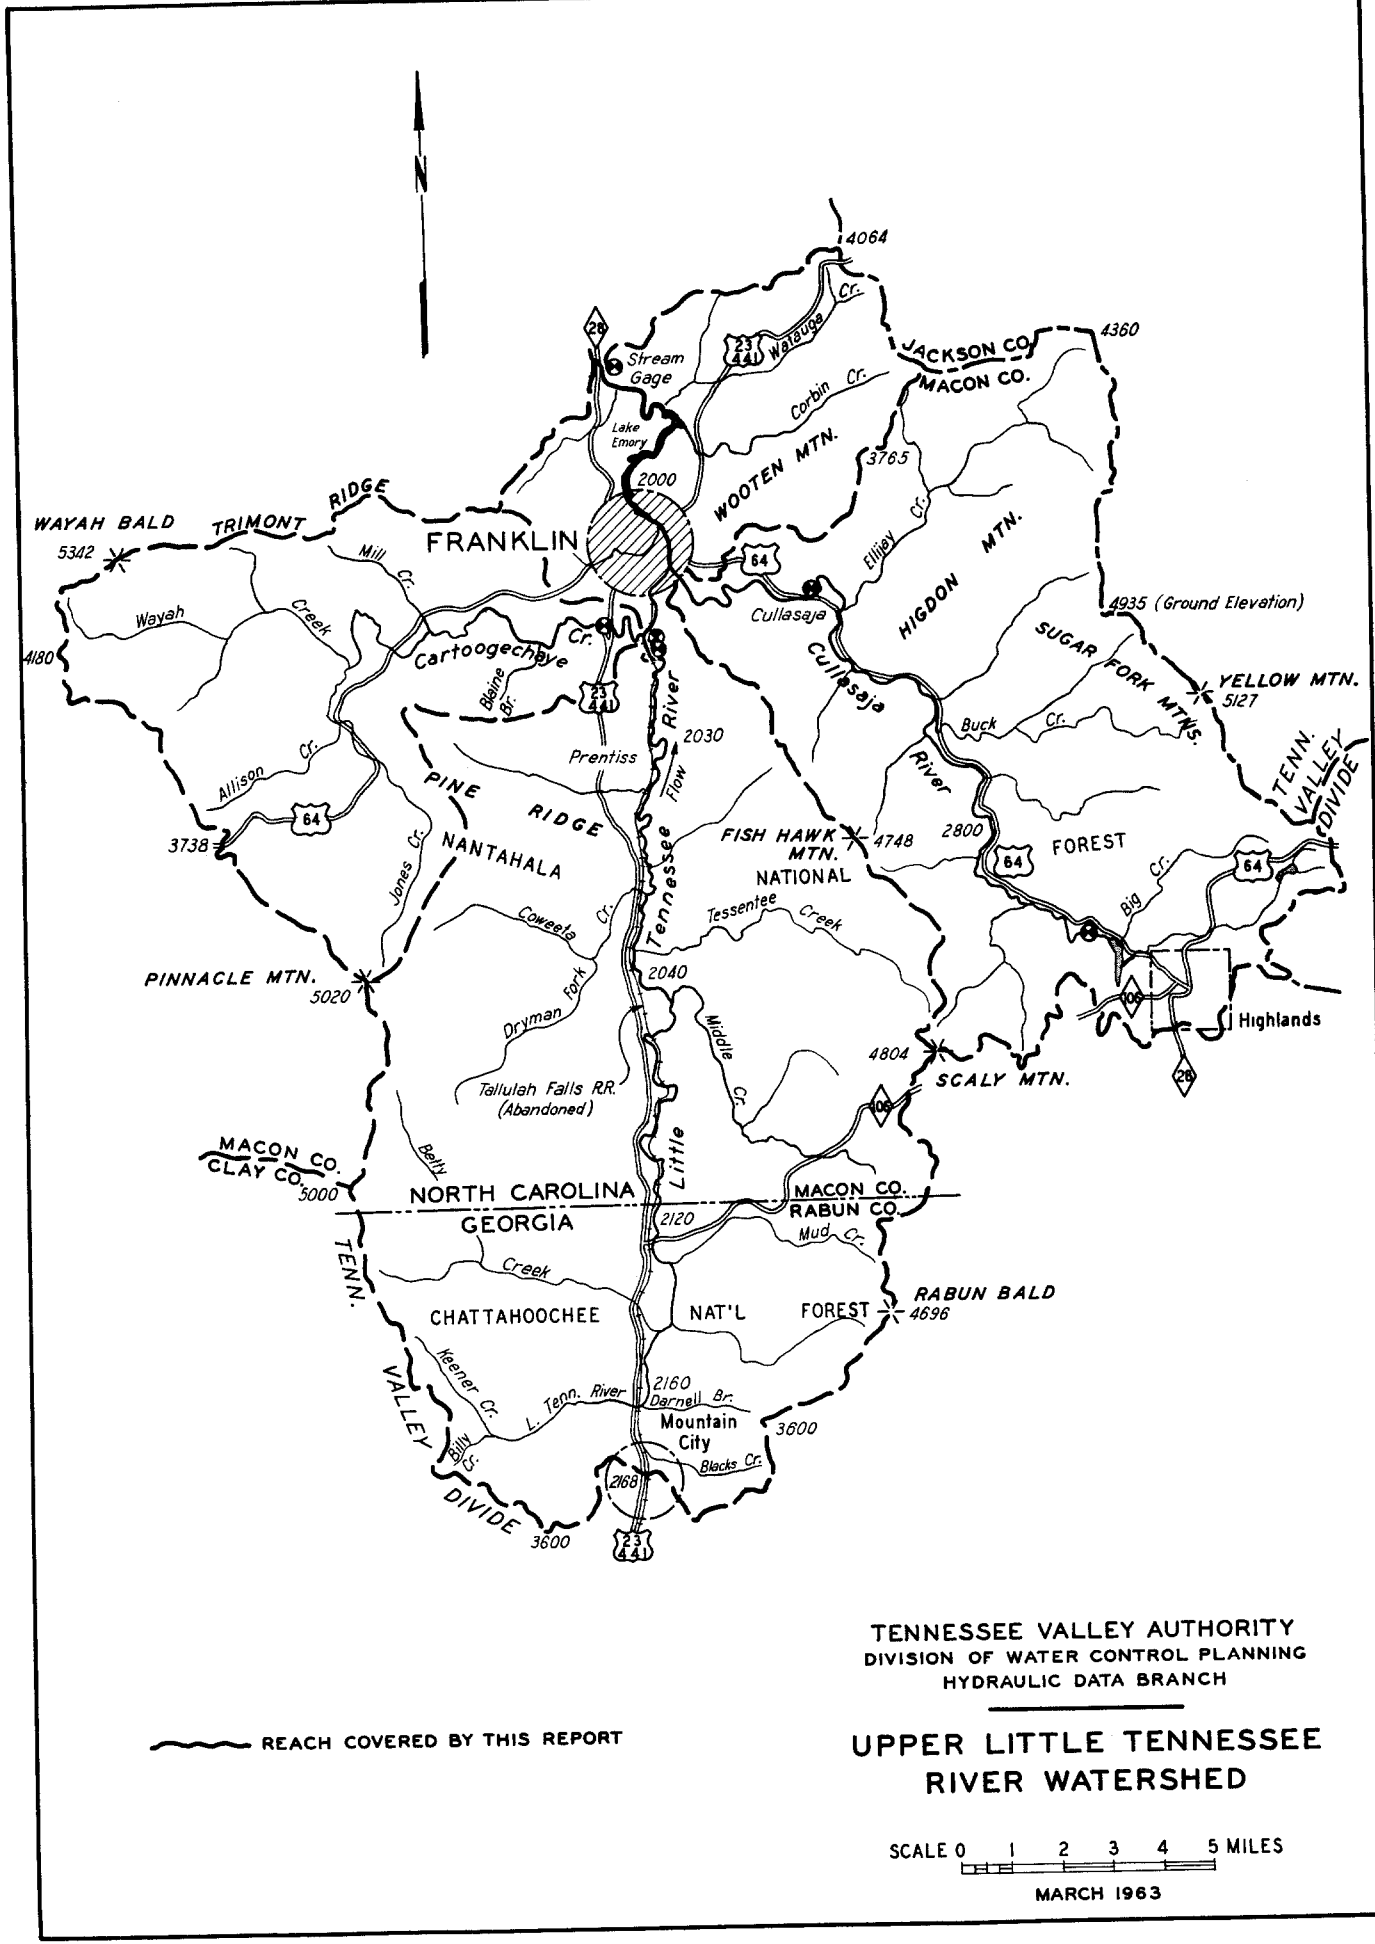 N
4064
28
Stream
Gage
23
441
Watauga
Cr.
JACKSON CO.
MACON CO.
4360
Corbin Cr.
Lake
Emory
WOOTEN MTN.
3765
2000
TRIMONT RIDGE
WAYAH BALD
5342
FRANKLIN
Mill Cr.
64
Ellijay Cr.
HIGDON MTN.
Cullasaja
4935 (Ground Elevation)
Wayah Creek
4180
Cartoogechaye Cr.
Blaine
Br.
23
441
Cullasaja River
SUGAR FORK MTNS.
YELLOW MTN.
5127
Buck Cr.
TENN.
VALLEY
DIVIDE
2030
Flow
Prentiss
Allison Cr.
64
3738
PINE RIDGE
NANTAHALA
Jones Cr.
Little Tennessee River
FISH HAWK
MTN.
4748
NATIONAL
2800
64
FOREST
64
Big Cr.
Coweeta Cr.
Tessentee Creek
PINNACLE MTN.
5020
2040
Dryman Fork
Middle Cr.
106
Highlands
28
4804
SCALY MTN.
Tallulah Falls R.R.
(Abandoned)
106
MACON CO.
CLAY CO.
5000
Betty
NORTH CAROLINA
GEORGIA
MACON CO.
RABUN CO.
2120
Mud Cr.
TENN.
Creek
RABUN BALD
4696
CHATTAHOOCHEE
NAT'L
FOREST
Keener Cr.
VALLEY
L. Tenn. River
2160
Darnell Br.
Mountain
City
3600
Billy
Cr.
Blacks Cr.
2168
DIVIDE
3600
23
441
TENNESSEE VALLEY AUTHORITY
DIVISION OF WATER CONTROL PLANNING
HYDRAULIC DATA BRANCH
REACH COVERED BY THIS REPORT
UPPER LITTLE TENNESSEE
RIVER WATERSHED
SCALE 0 1 2 3 4 5 MILES
MARCH 1963